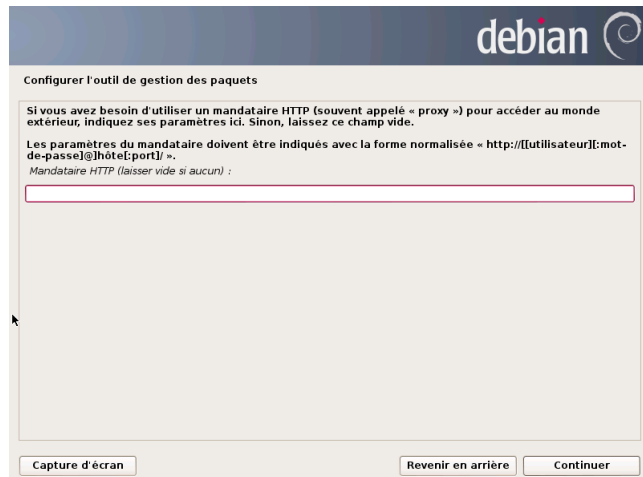 debian
Configurer l'outil de gestion des paquets
Si vous avez besoin d'utiliser un mandataire HTTP (souvent appelé « proxy ») pour accéder au monde
extérieur, indiquez ses paramètres ici. Sinon, laissez ce champ vide.
Les paramètres du mandataire doivent être indiqués avec la forme normalisée « http://[[utilisateur][:mot-
de-passe]@]hôte[:port]/ ».
Mandataire HTTP (laisser vide si aucun) :
Capture d'écran
Revenir en arrière
Continuer